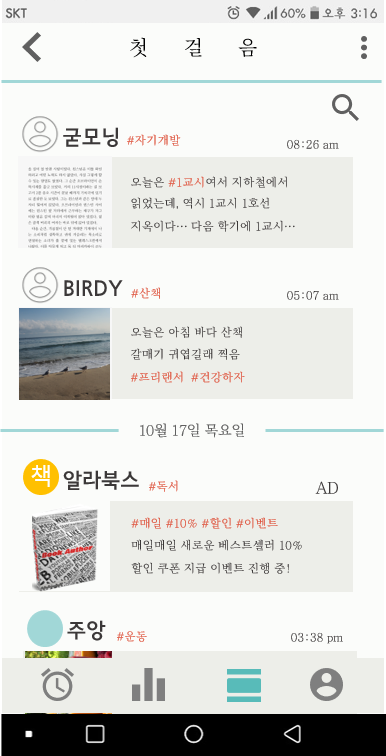 SKT 60% 오후 3:16
첫 걸 음
굳모닝 #자기개발 08:26 am
오늘은 #1교시여서 지하철에서
읽었는데, 역시 1교시 1호선
지옥이다… 다음 학기에 1교시…
BIRDY #산책 05:07 am
오늘은 아침 바다 산책
갈매기 귀엽길래 찍음
#프리랜서 #건강하자
10월 17일 목요일
책 알라북스 #독서 AD
Book Author
#매일 #10% #할인 #이벤트
매일매일 새로운 베스트셀러 10%
할인 쿠폰 지급 이벤트 진행 중!
주앙 #운동 03:38 pm